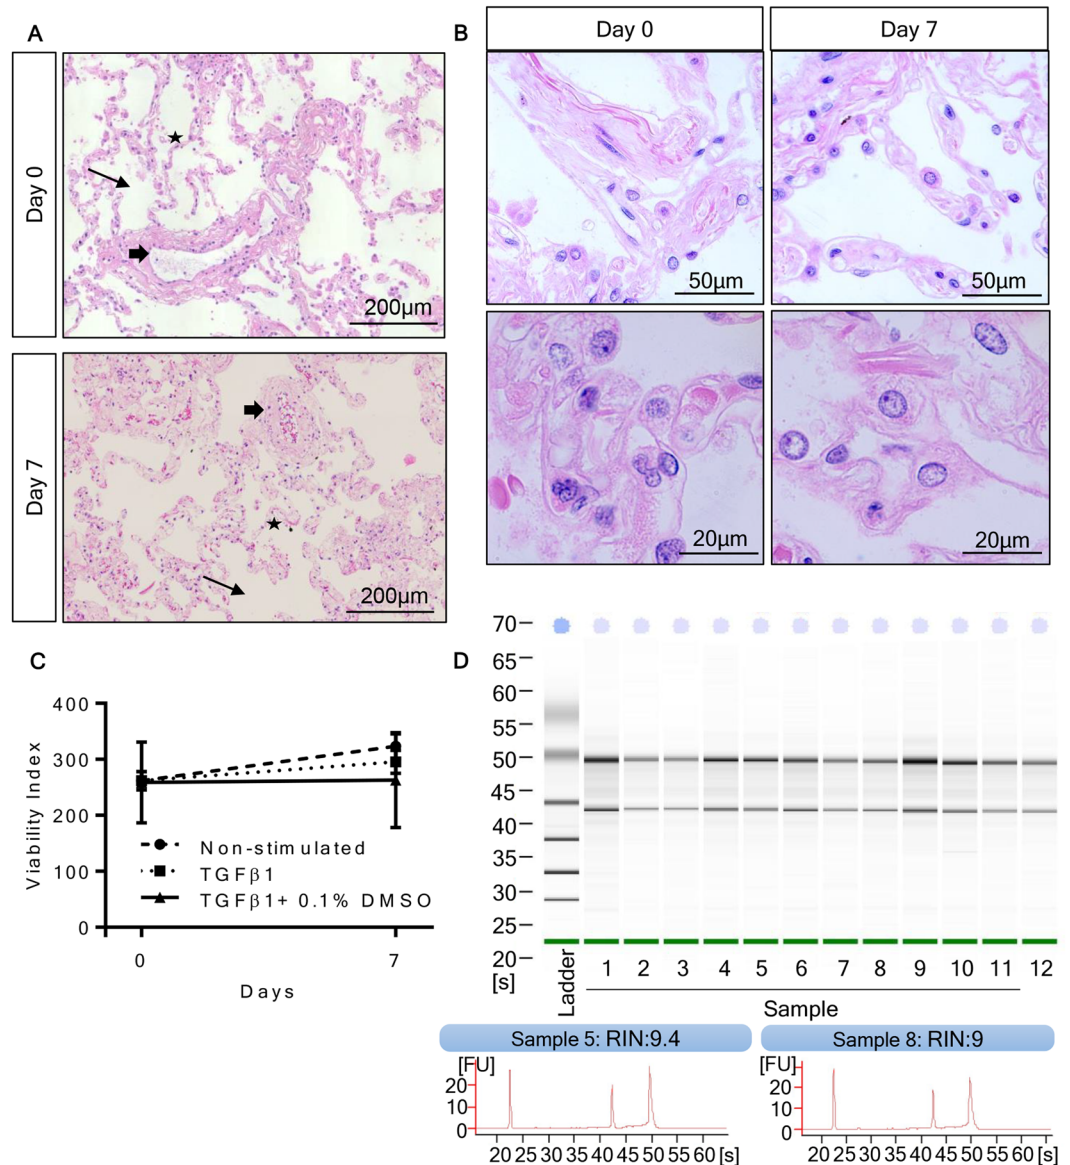 A
Day 0
200µm
Day 7
200µm
B
Day 0
Day 7
50µm
50µm
20µm
20µm
C
Viability Index
400
300
200
100
0
Non-stimulated
TGFβ1
TGFβ1+ 0.1% DMSO
0
7
Days
D
70
65
60
55
50
45
40
35
30
25
20
[s]
Ladder
1 2 3 4 5 6 7 8 9 10 11 12
Sample
Sample 5: RIN:9.4
[FU]
20
10
0
20 25 30 35 40 45 50 55 60 [s]
Sample 8: RIN:9
[FU]
20
10
0
20 25 30 35 40 45 50 55 60 [s]